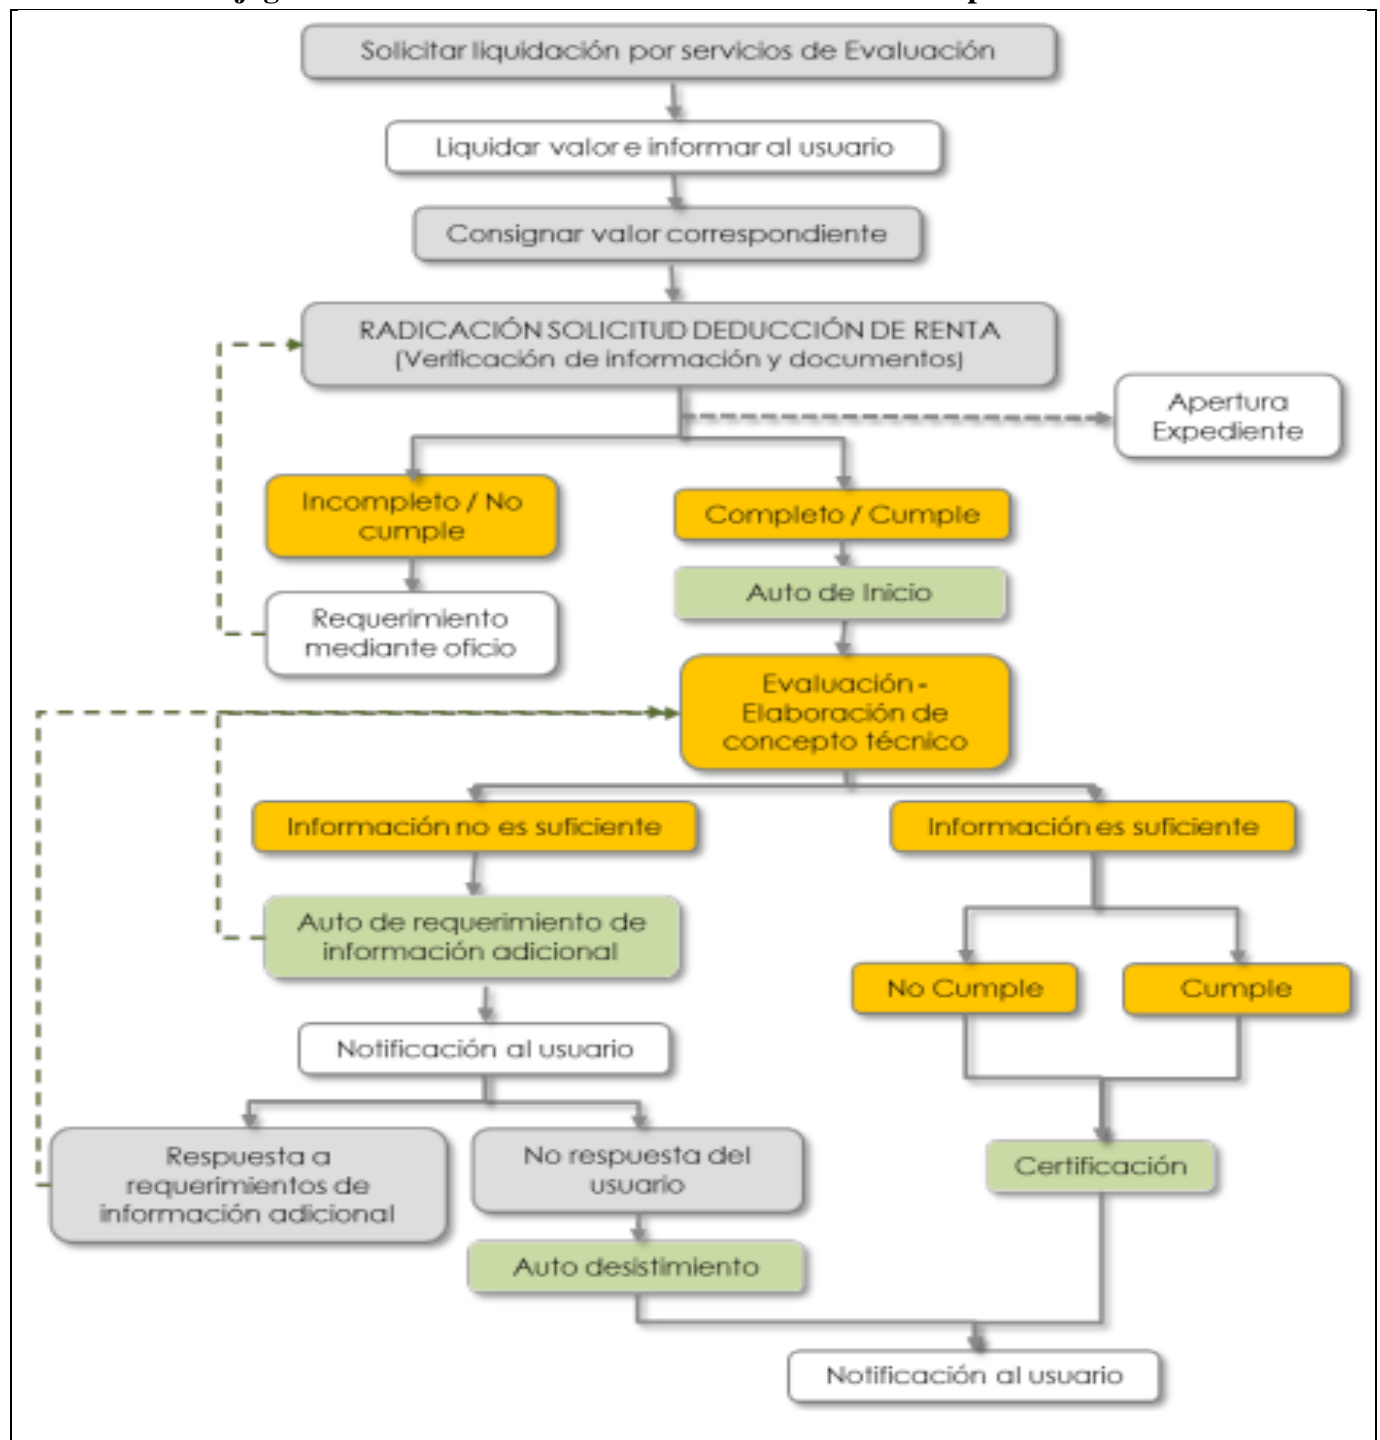 Solicitar liquidación por servicios de Evaluación
Liquidar valor e informar al usuario
Consignar valor correspondiente
RADICACIÓN SOLICITUD DEDUCCIÓN DE RENTA
(Verificación de información y documentos)
Apertura
Expediente
Incompleto / No
cumple
Completo / Cumple
Auto de Inicio
Requerimiento
mediante oficio
Evaluación -
Elaboración de
concepto técnico
Información no es suficiente
Información es suficiente
Auto de requerimiento de
información adicional
No Cumple
Cumple
Notificación al usuario
Respuesta a
requerimientos de
información adicional
No respuesta del
usuario
Certificación
Auto desistimiento
Notificación al usuario